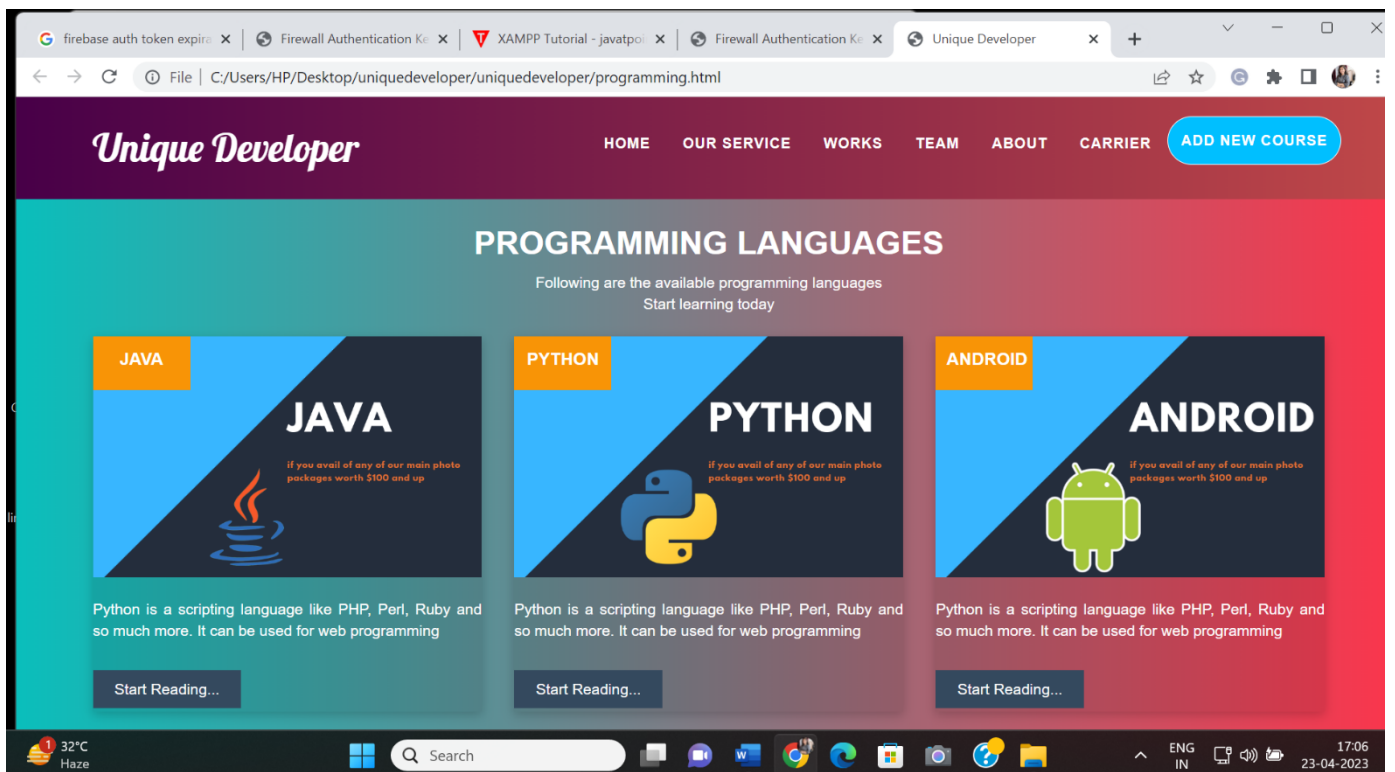 firebase auth token expira
Firewall Authentication Ke
XAMPP Tutorial - javatpoi
Firewall Authentication Ke
Unique Developer
File | C:/Users/HP/Desktop/uniquedeveloper/uniquedeveloper/programming.html
Unique Developer
HOME OUR SERVICE WORKS TEAM ABOUT CARRIER ADD NEW COURSE
PROGRAMMING LANGUAGES
Following are the available programming languages
Start learning today
JAVA
JAVA
if you avail of any of our main photo
packages worth $100 and up
Python is a scripting language like PHP, Perl, Ruby and
so much more. It can be used for web programming
Start Reading...
PYTHON
PYTHON
if you avail of any of our main photo
packages worth $100 and up
Python is a scripting language like PHP, Perl, Ruby and
so much more. It can be used for web programming
Start Reading...
ANDROID
ANDROID
if you avail of any of our main photo
packages worth $100 and up
Python is a scripting language like PHP, Perl, Ruby and
so much more. It can be used for web programming
Start Reading...
1
32°C
Haze
Search
ENG
IN
17:06
23-04-2023